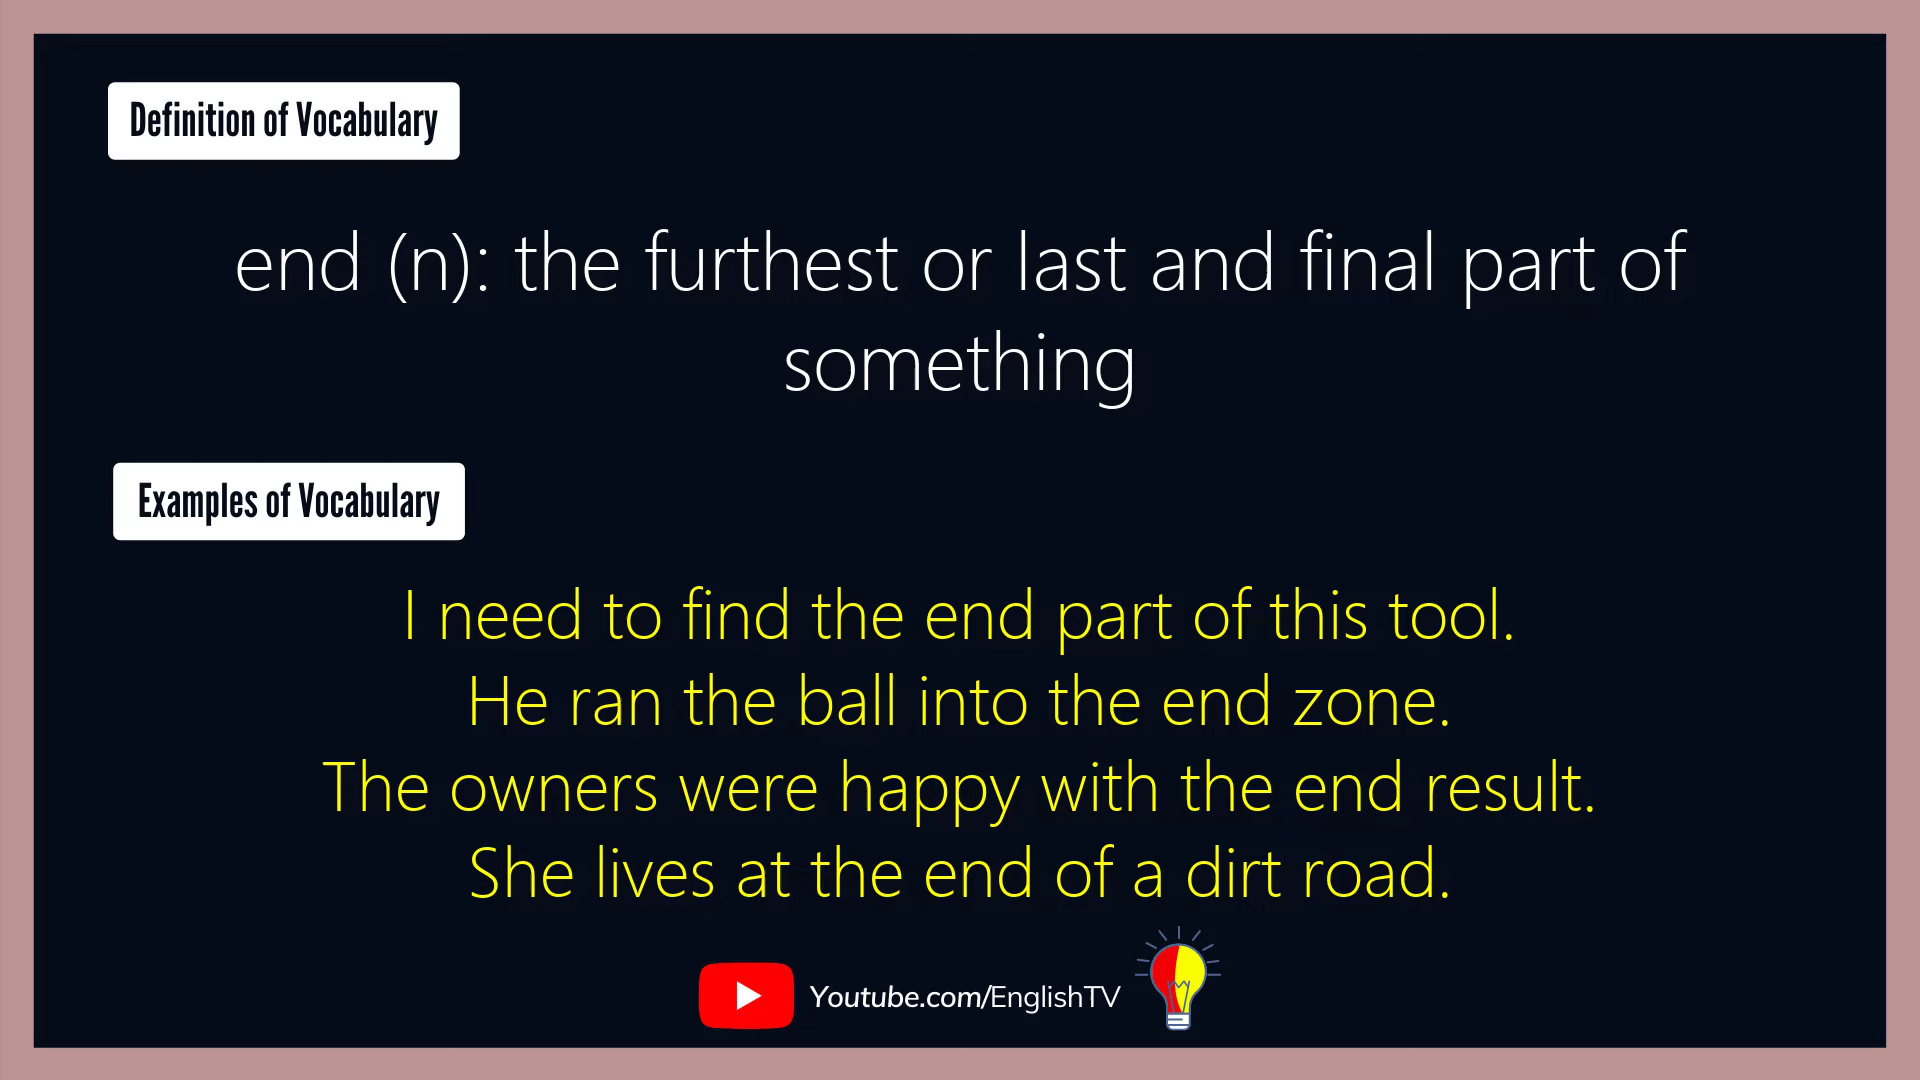 Definition of Vocabulary
end (n): the furthest or last and final part of
something
Examples of Vocabulary
I need to find the end part of this tool.
He ran the ball into the end zone.
The owners were happy with the end result.
She lives at the end of a dirt road.
Youtube.com/EnglishTV